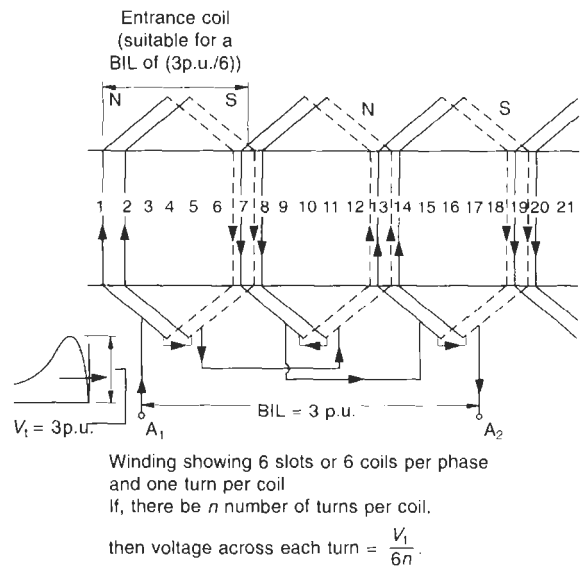 Entrance coil
(suitable for a
BIL of (3p.u./6))
N S N S
1 2 3 4 5 6 7 8 9 10 11 12 13 14 15 16 17 18 19 20 21
BIL = 3 p.u.
Vt = 3p.u.
A1 A2
Winding showing 6 slots or 6 coils per phase
and one turn per coil
If, there be n number of turns per coil,
then voltage across each turn = Vt/6n.